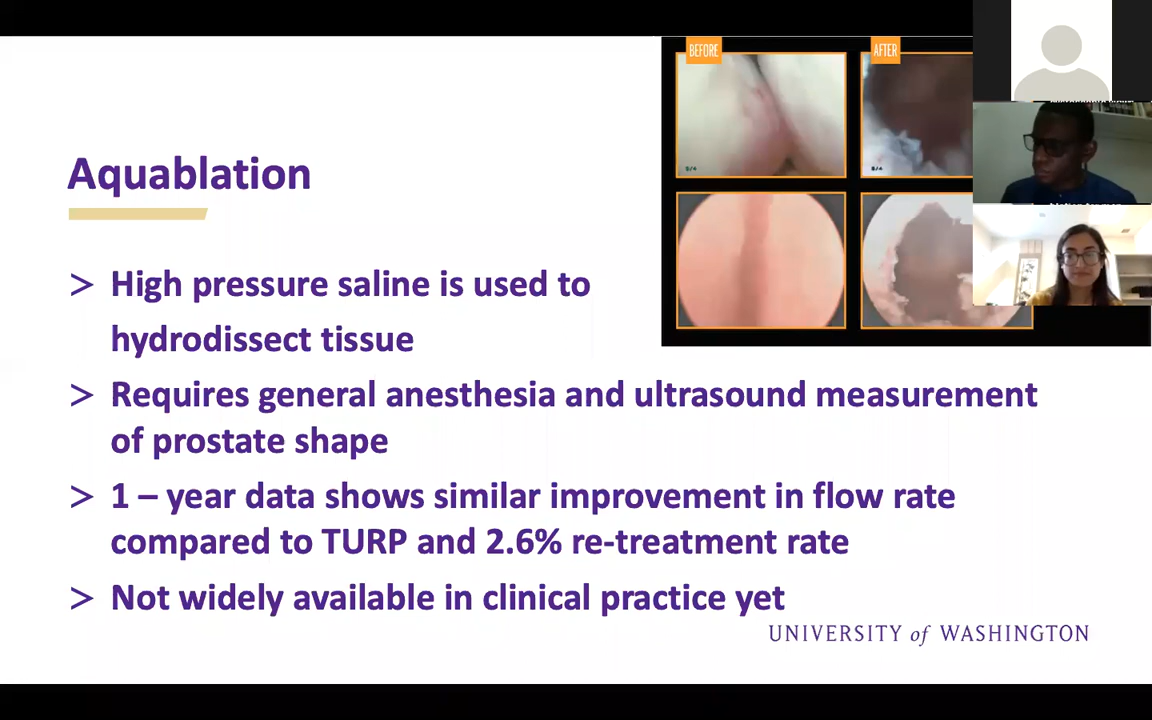 BEFORE
AFTER
Aquablation
> High pressure saline is used to
hydrodissect tissue
> Requires general anesthesia and ultrasound measurement
of prostate shape
> 1 – year data shows similar improvement in flow rate
compared to TURP and 2.6% re-treatment rate
> Not widely available in clinical practice yet
UNIVERSITY of WASHINGTON